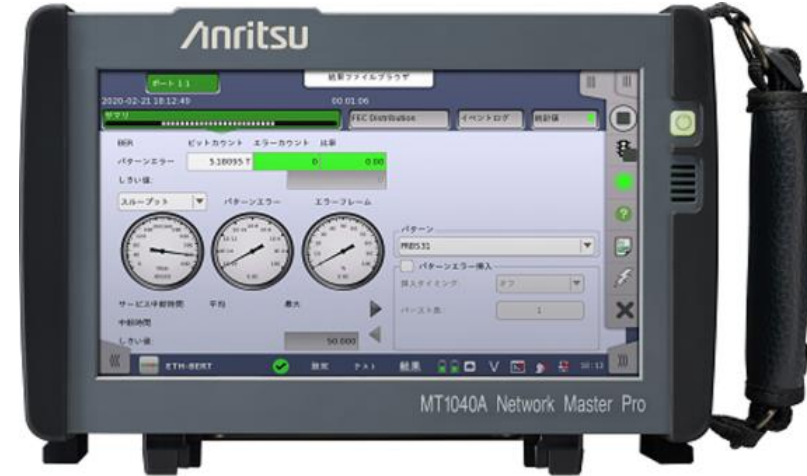 Anritsu
ポート 1:1
結果ファイルブラウザ
2020-02-21 18:12:49 00:01:06
サマリ FEC Distribution イベントログ 統計値
BER ビットカウント エラーカウント 比率
パターンエラー 5.18095 T 0 0.00
しきい値: 0
スループット パターンエラー エラーフレーム
パターン
PRBS31
パターンエラー挿入
挿入タイミング: オフ
バースト長: 1
サービス中断時間 平均 最大
中断時間
しきい値: 50.000
ETH-BERT 設定 テスト 結果 18:13
MT1040A Network Master Pro